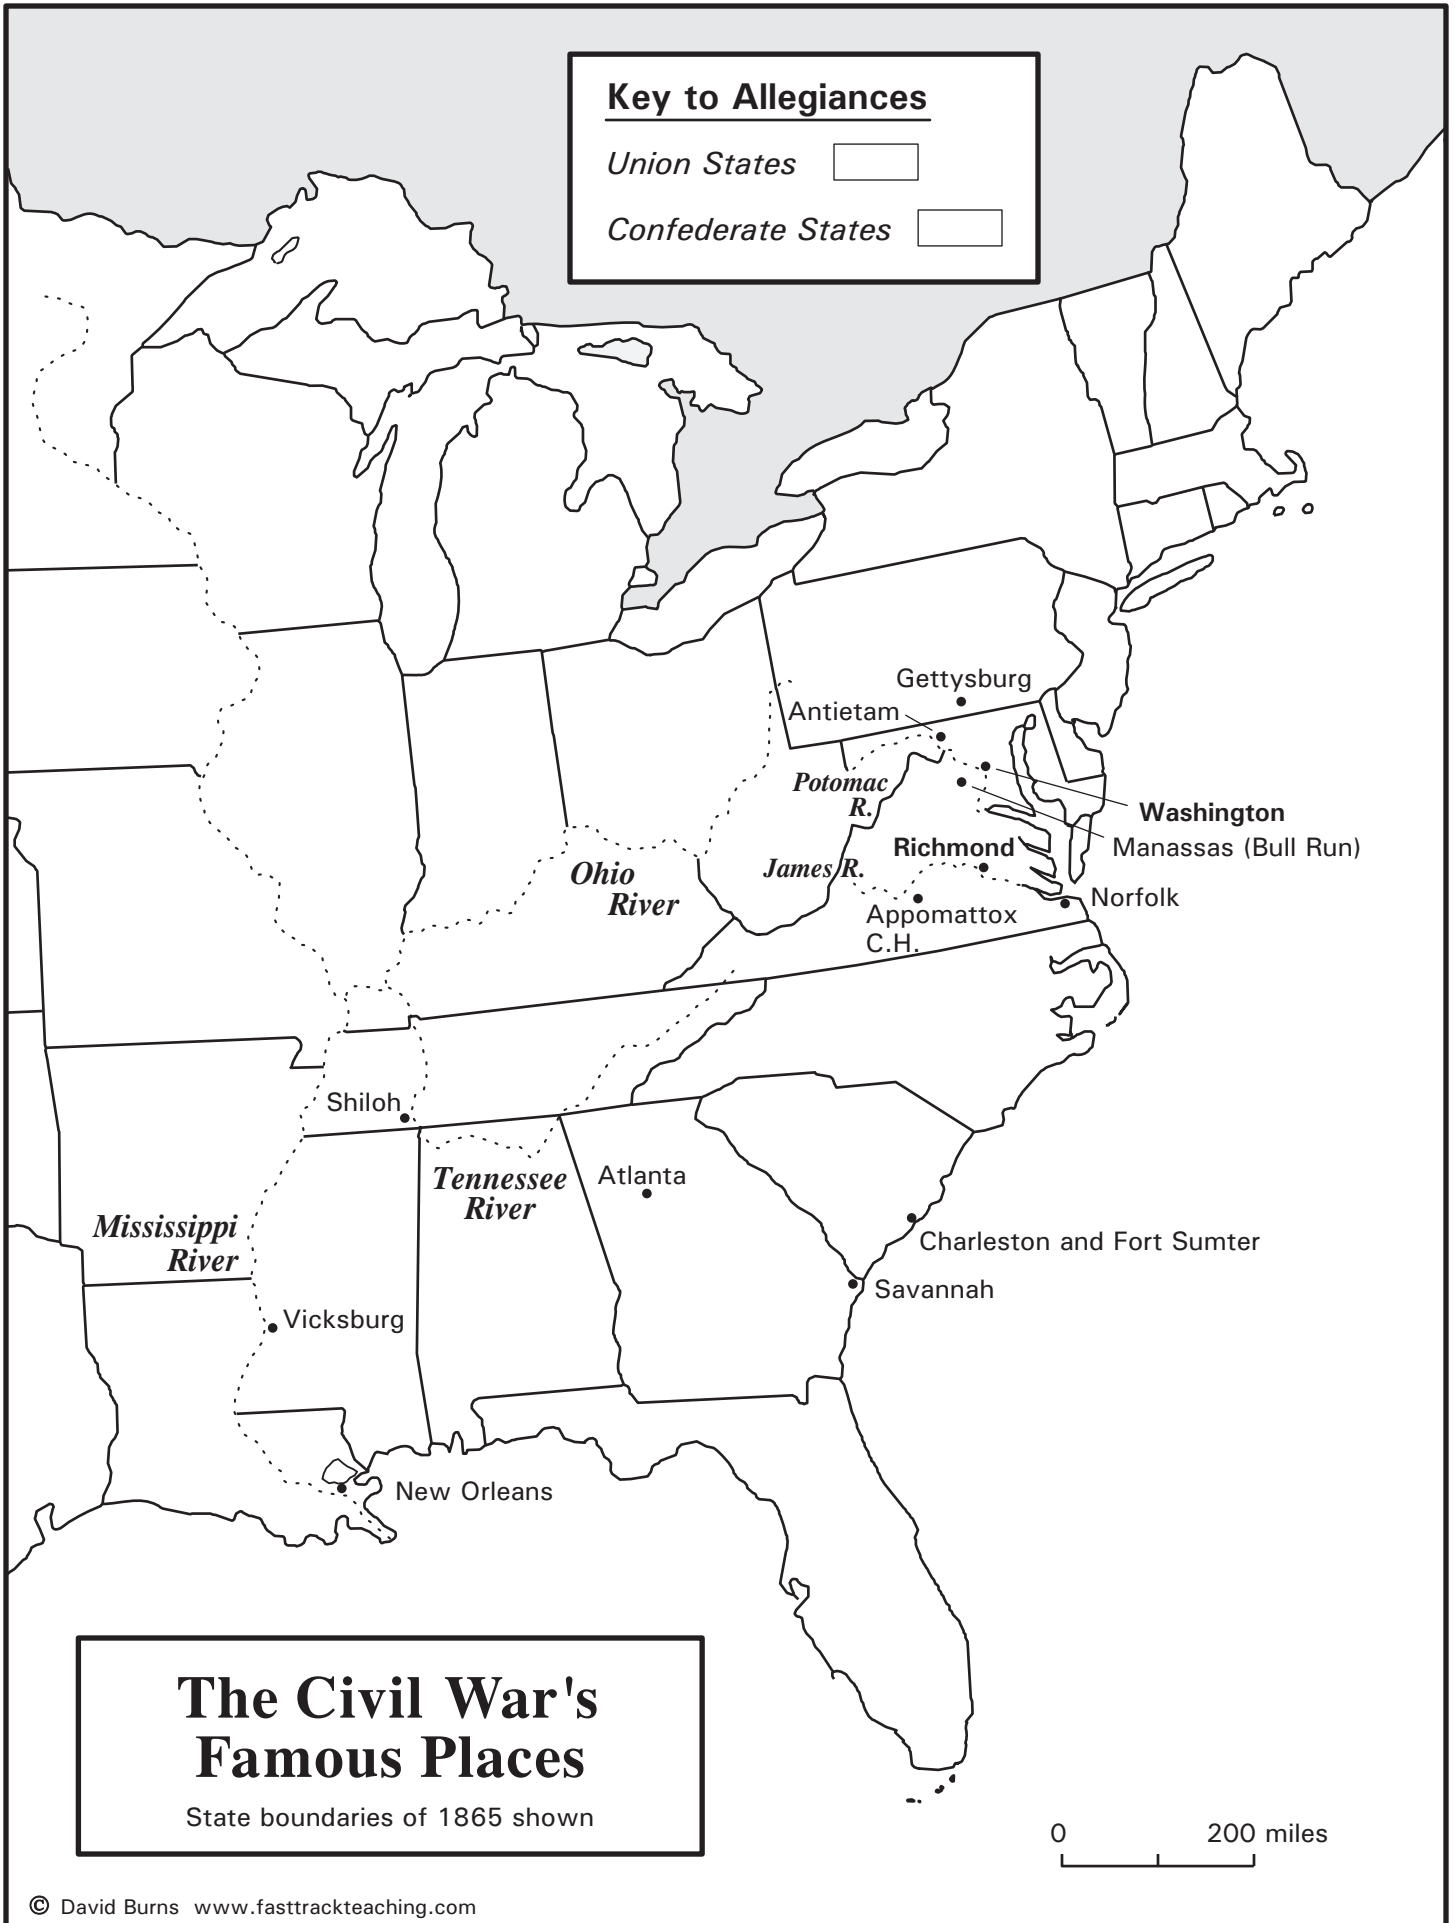 Key to Allegiances
Union States
Confederate States
Gettysburg
Antietam
Potomac
R.
Washington
Manassas (Bull Run)
Richmond
James R.
Ohio
River
Norfolk
Appomattox
C.H.
Shiloh
Tennessee
River
Atlanta
Mississippi
River
Charleston and Fort Sumter
Savannah
Vicksburg
New Orleans
The Civil War's
Famous Places
State boundaries of 1865 shown
0 200 miles
© David Burns www.fasttrackteaching.com